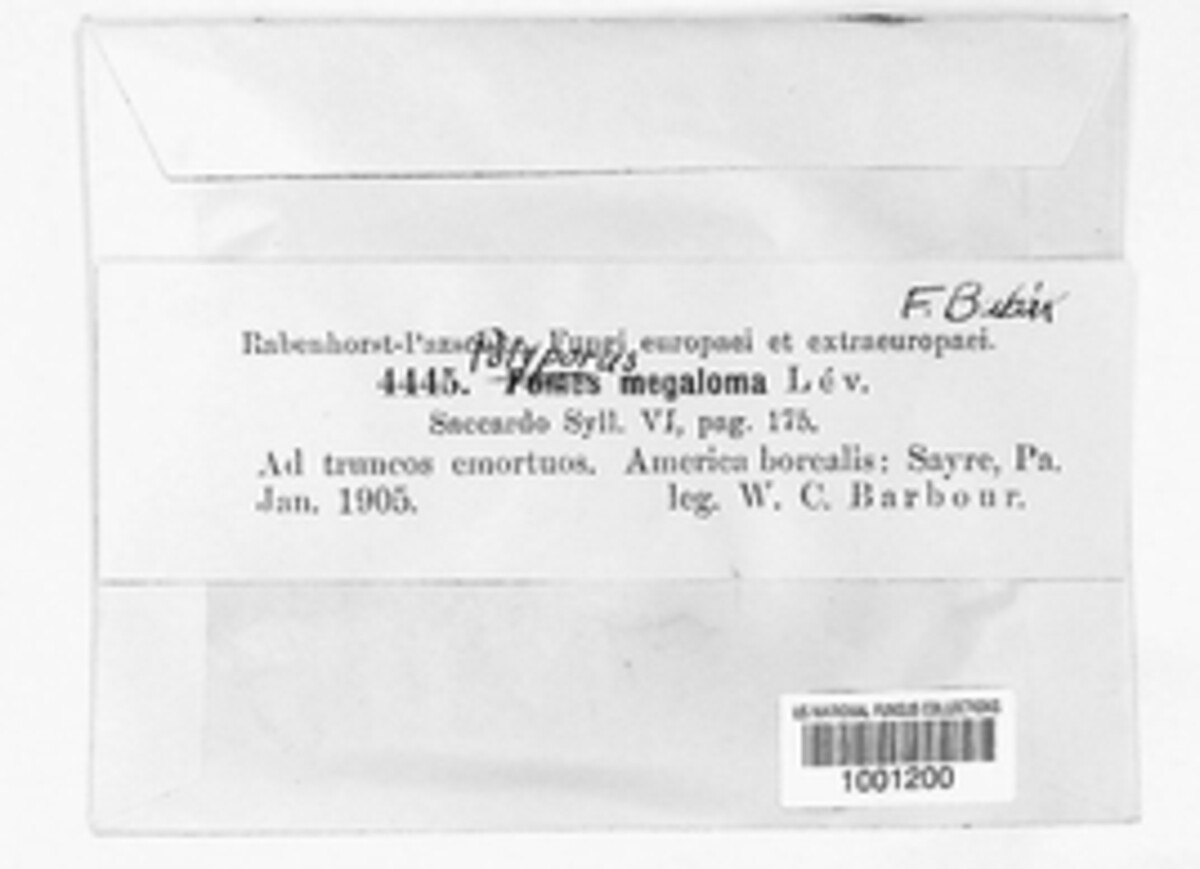 F.
Rabenhorst-Pazschke, Fungi europaei et extraeuropaei.
Polyporus
4445. Fomes megaloma Lév.
Saccardo Syll. VI, pag. 175.
Ad truncos emortuos. America borealis: Sayre, Pa.
Jan. 1905. leg. W. C. Barbour.
US NATIONAL FUNGUS COLLECTIONS
1001200